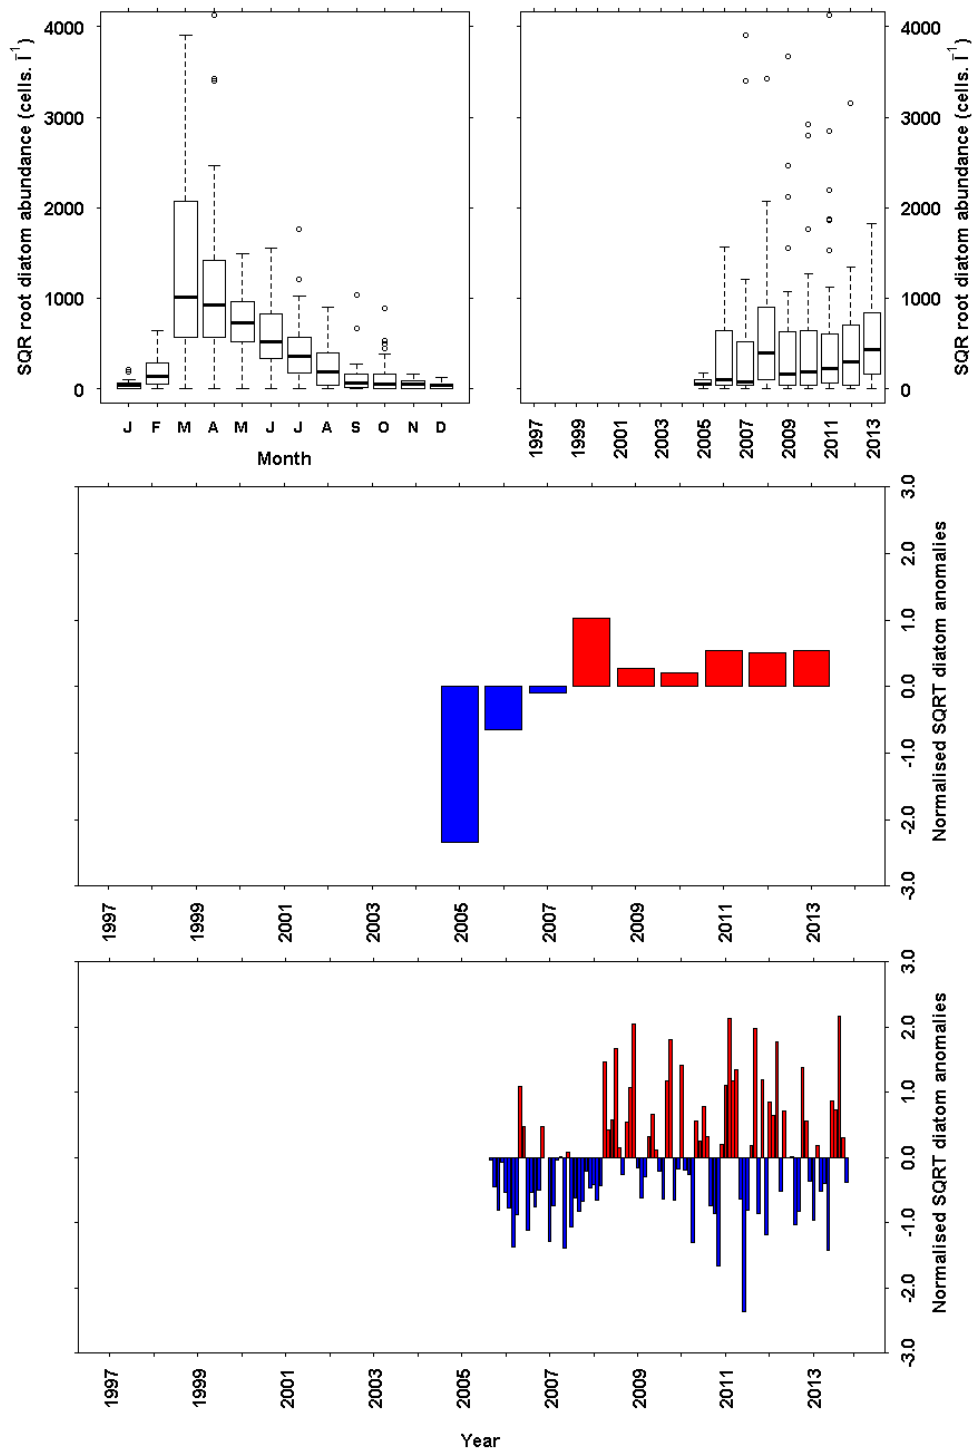 SQR root diatom abundance (cells. l⁻¹)
4000
3000
2000
1000
0
J F M A M J J A S O N D
Month
SQR root diatom abundance (cells. l⁻¹)
4000
3000
2000
1000
0
1997 1999 2001 2003 2005 2007 2009 2011 2013
Normalised SQRT diatom anomalies
3.0
2.0
1.0
0.0
-1.0
-2.0
-3.0
1997 1999 2001 2003 2005 2007 2009 2011 2013
Normalised SQRT diatom anomalies
3.0
2.0
1.0
0.0
-1.0
-2.0
-3.0
1997 1999 2001 2003 2005 2007 2009 2011 2013
Year